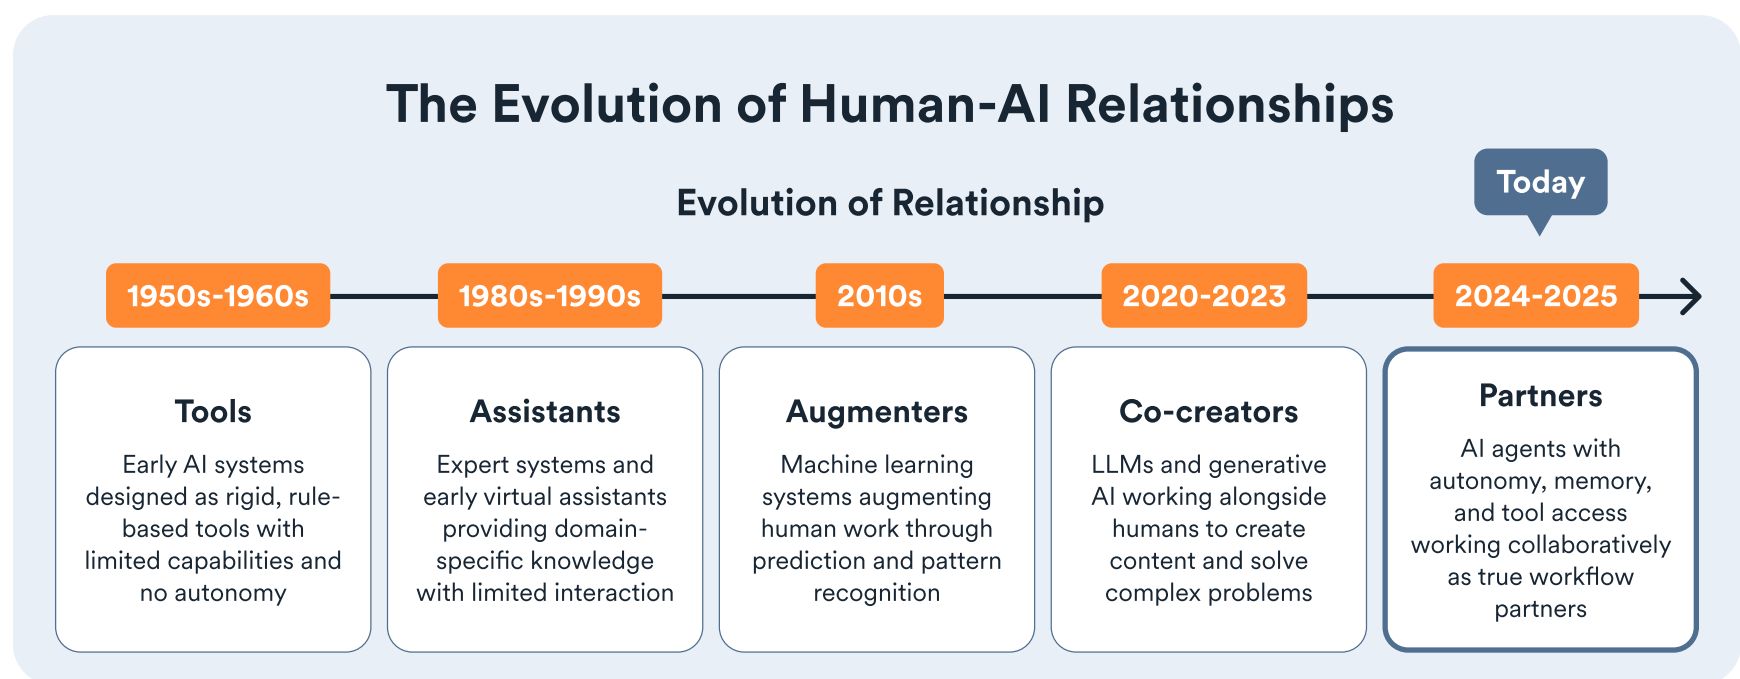 The Evolution of Human-AI Relationships
Today
Evolution of Relationship
1950s-1960s
1980s-1990s
2010s
2020-2023
2024-2025
Tools
Early AI systems
designed as rigid, rule-
based tools with
limited capabilities and
no autonomy
Assistants
Expert systems and
early virtual assistants
providing domain-
specific knowledge
with limited interaction
Augmenters
Machine learning
systems augmenting
human work through
prediction and pattern
recognition
Co-creators
LLMs and generative
AI working alongside
humans to create
content and solve
complex problems
Partners
AI agents with
autonomy, memory,
and tool access
working collaboratively
as true workflow
partners